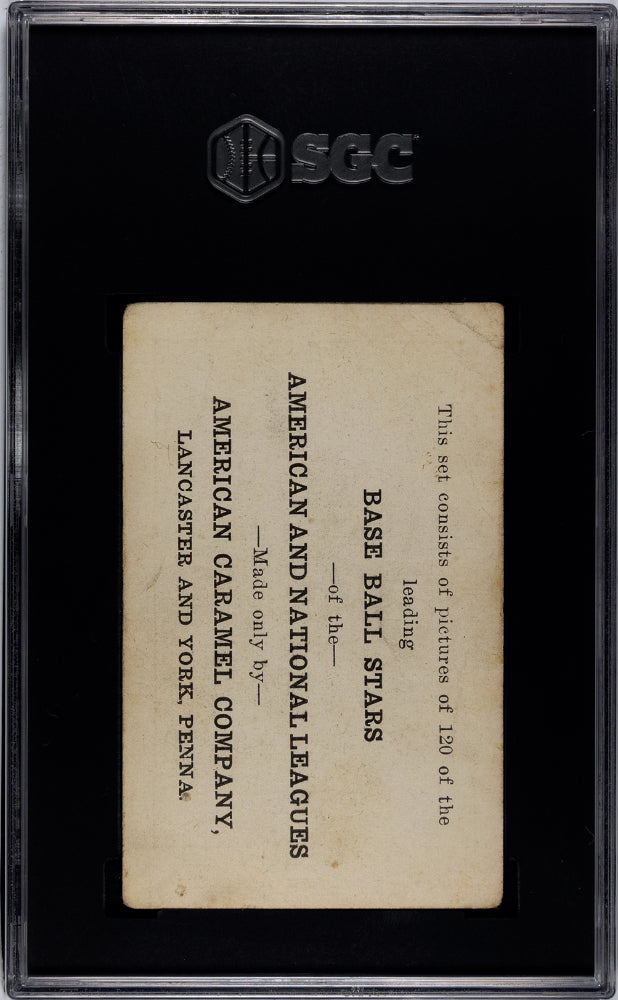 SGC
This set consists of pictures of 120 of the
leading
BASE BALL STARS
—of the—
AMERICAN AND NATIONAL LEAGUES
—Made only by—
AMERICAN CARAMEL COMPANY,
LANCASTER AND YORK, PENNA.